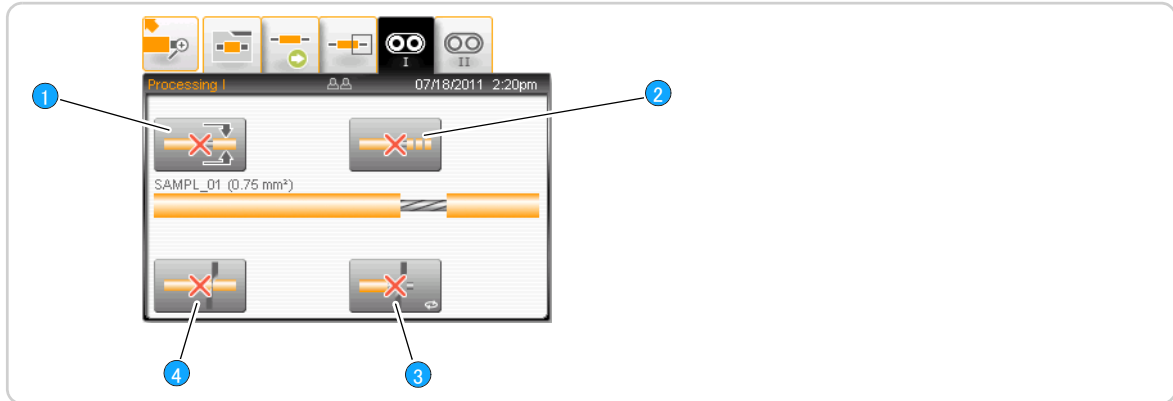 I
II
Processing I
07/18/2011 2:20pm
1
2
SAMPL_01 (0.75 mm²)
4
3